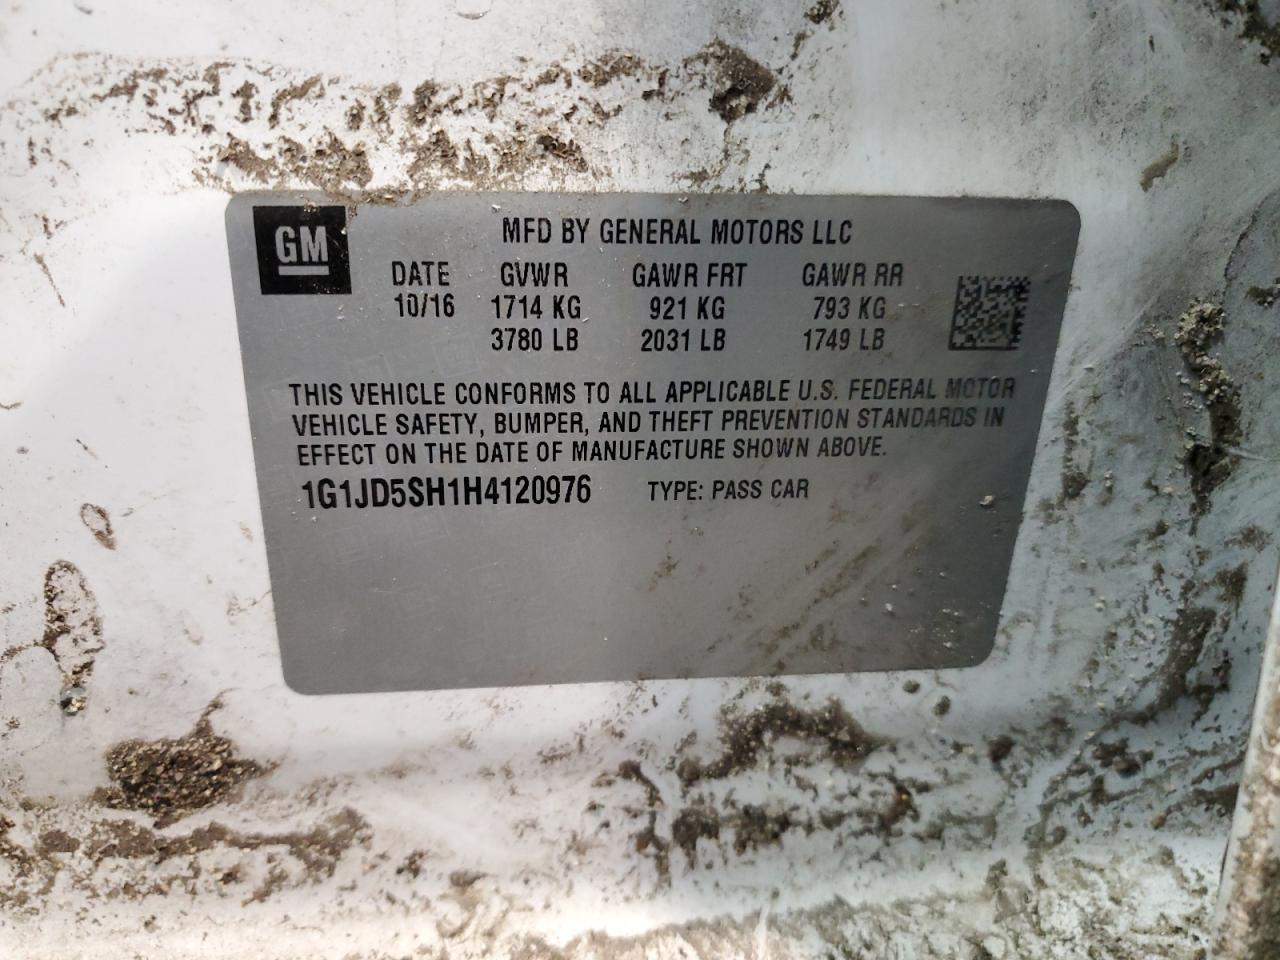 GM
MFD BY GENERAL MOTORS LLC
DATE GVWR GAWR FRT GAWR RR
10/16 1714 KG 921 KG 793 KG
3780 LB 2031 LB 1749 LB
THIS VEHICLE CONFORMS TO ALL APPLICABLE U.S. FEDERAL MOTOR
VEHICLE SAFETY, BUMPER, AND THEFT PREVENTION STANDARDS IN
EFFECT ON THE DATE OF MANUFACTURE SHOWN ABOVE.
1G1JD5SH1H4120976 TYPE: PASS CAR